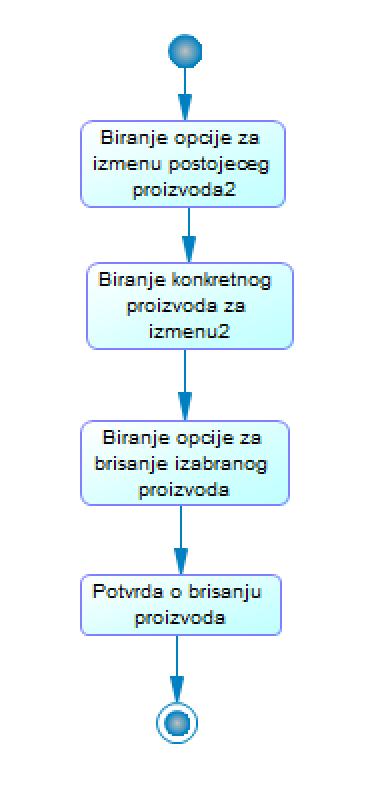 Biranje opcije za
izmenu postojeceg
proizvoda2
Biranje konkretnog
proizvoda za
izmenu2
Biranje opcije za
brisanje izabranog
proizvoda
Potvrda o brisanju
proizvoda